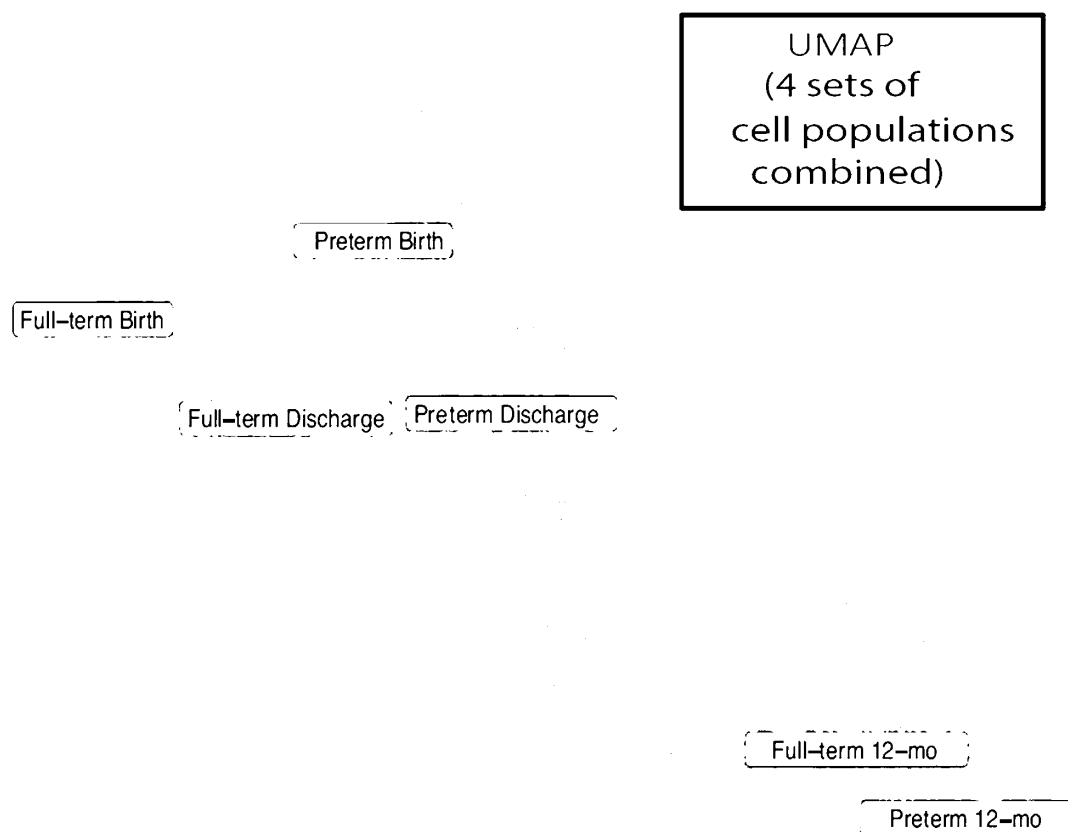 UMAP
(4 sets of
cell populations
combined)
Preterm Birth
Full–term Birth
Full–term Discharge
Preterm Discharge
Full–term 12–mo
Preterm 12–mo